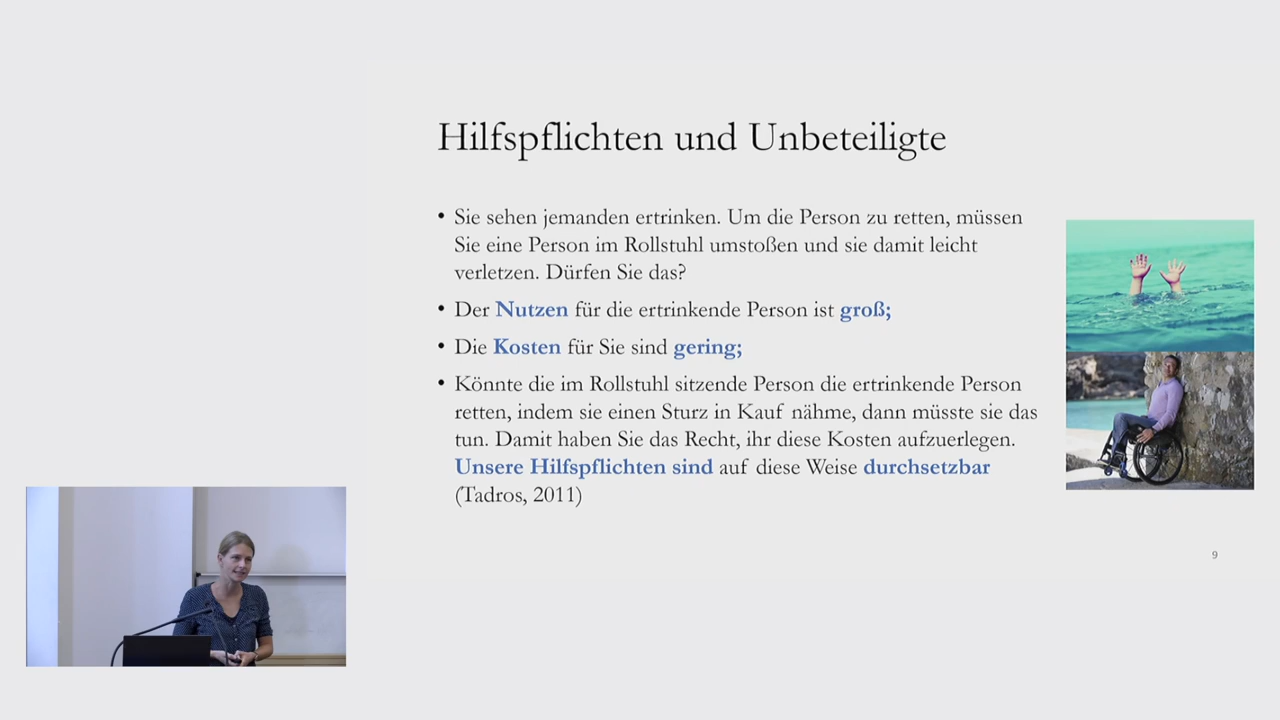 Hilfspflichten und Unbeteiligte
• Sie sehen jemanden ertrinken. Um die Person zu retten, müssen
Sie eine Person im Rollstuhl umstoßen und sie damit leicht
verletzen. Dürfen Sie das?
• Der Nutzen für die ertrinkende Person ist groß;
• Die Kosten für Sie sind gering;
• Könnte die im Rollstuhl sitzende Person die ertrinkende Person
retten, indem sie einen Sturz in Kauf nähme, dann müsste sie das
tun. Damit haben Sie das Recht, ihr diese Kosten aufzuerlegen.
Unsere Hilfspflichten sind auf diese Weise durchsetzbar
(Tadros, 2011)
9